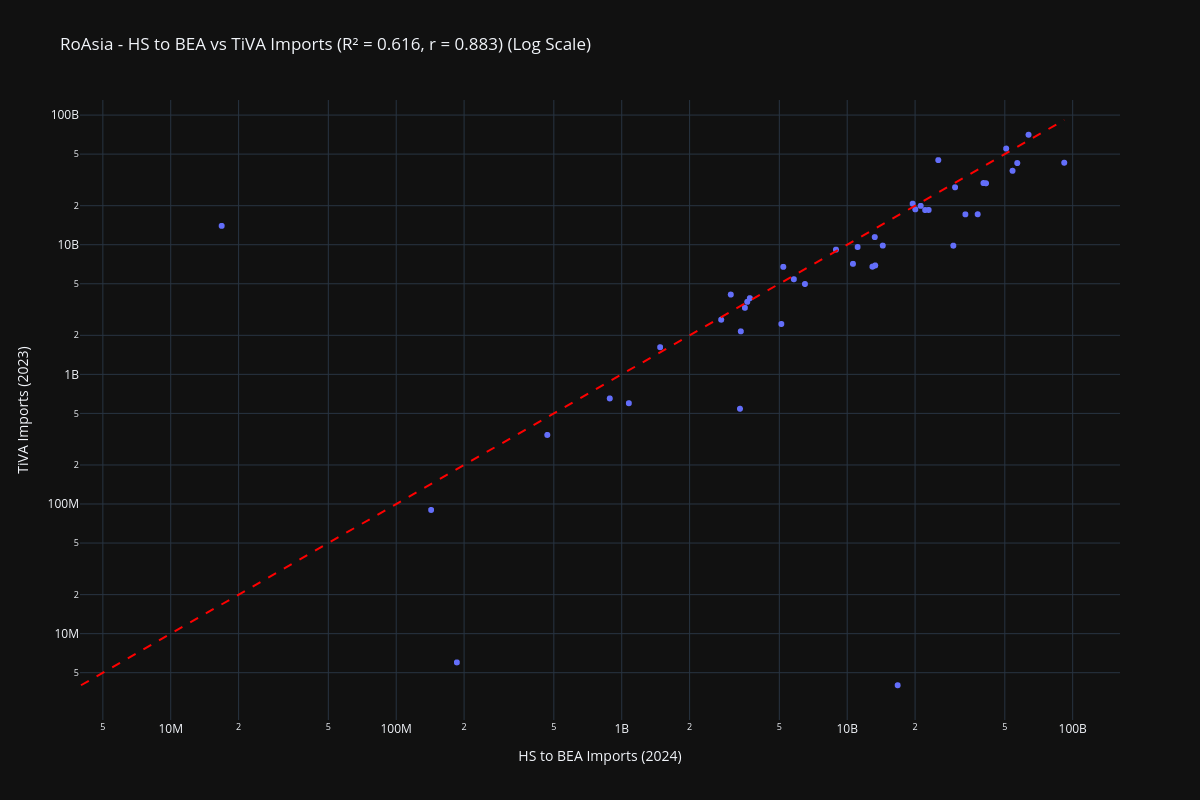 RoAsia - HS to BEA vs TiVA Imports (R² = 0.616, r = 0.883) (Log Scale)
100B
5
2
10B
5
2
1B
5
2
100M
5
2
10M
5
TiVA Imports (2023)
5 10M 2 5 100M 2 5 1B 2 5 10B 2 5 100B
HS to BEA Imports (2024)